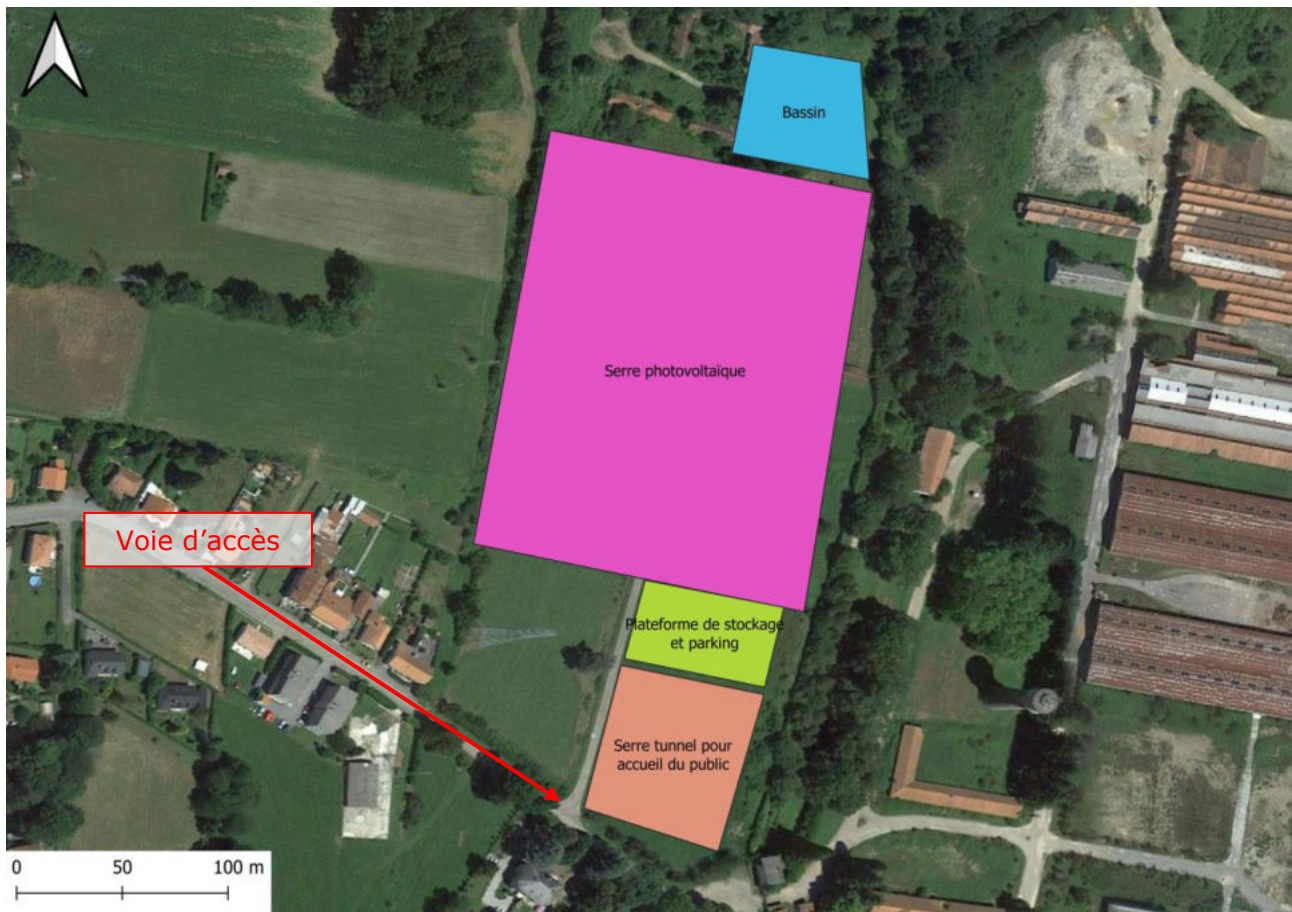 Bassin
Serre photovoltaïque
Voie d'accès
Plateforme de stockage
et parking
Serre tunnel pour
accueil du public
0 50 100 m